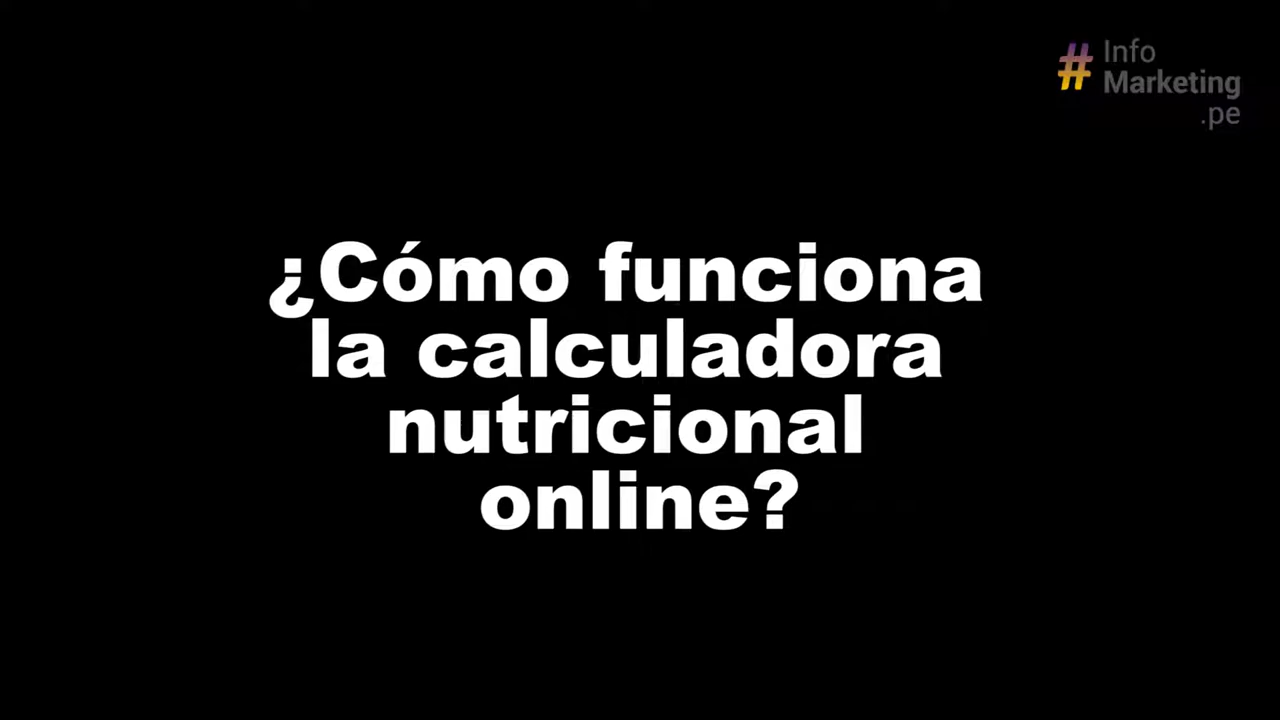 # Info
Marketing
.pe
¿Cómo funciona
la calculadora
nutricional
online?